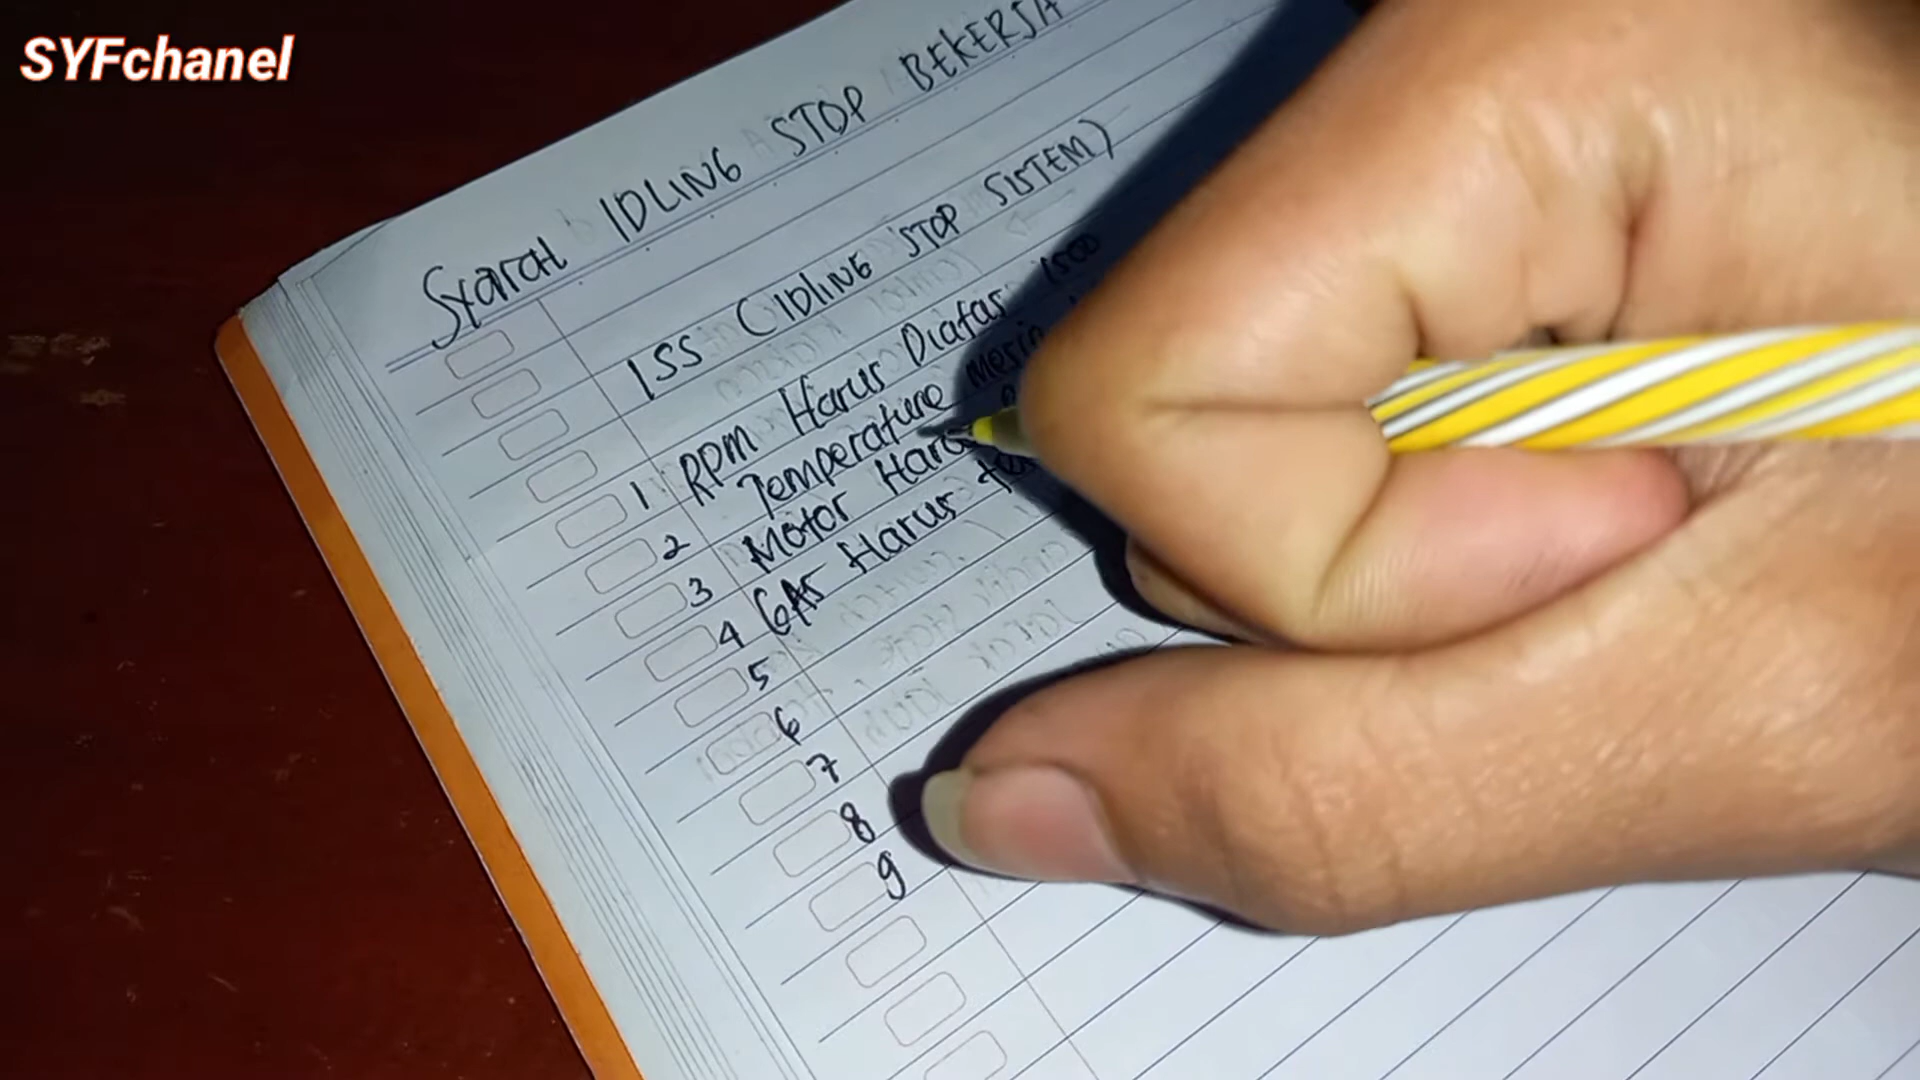 SYFchanel
Syarat IDLING STOP BEKERJA
ISS (IDLING STOP SISTEM)
1 RPM Harus Diatas 1500
2 Temperature mesin
3 Motor Harus
4 GAS Harus
5
6
7
8
9